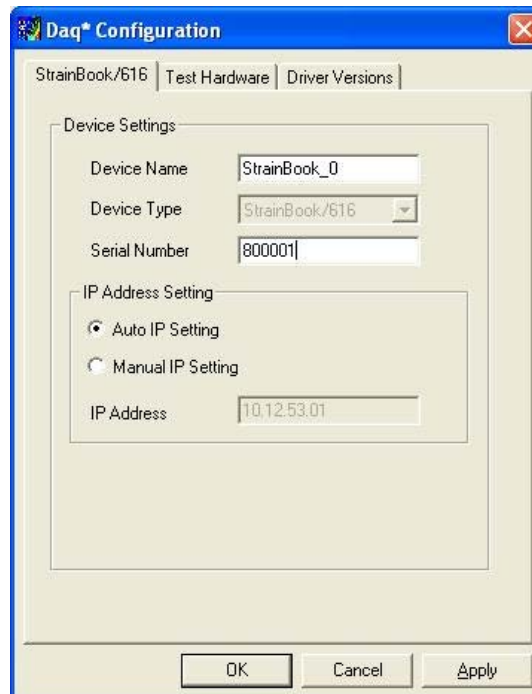 Daq* Configuration
StrainBook/616 Test Hardware Driver Versions
Device Settings
Device Name StrainBook_0
Device Type StrainBook/616
Serial Number 800001
IP Address Setting
Auto IP Setting
Manual IP Setting
IP Address 10.12.53.01
OK Cancel Apply